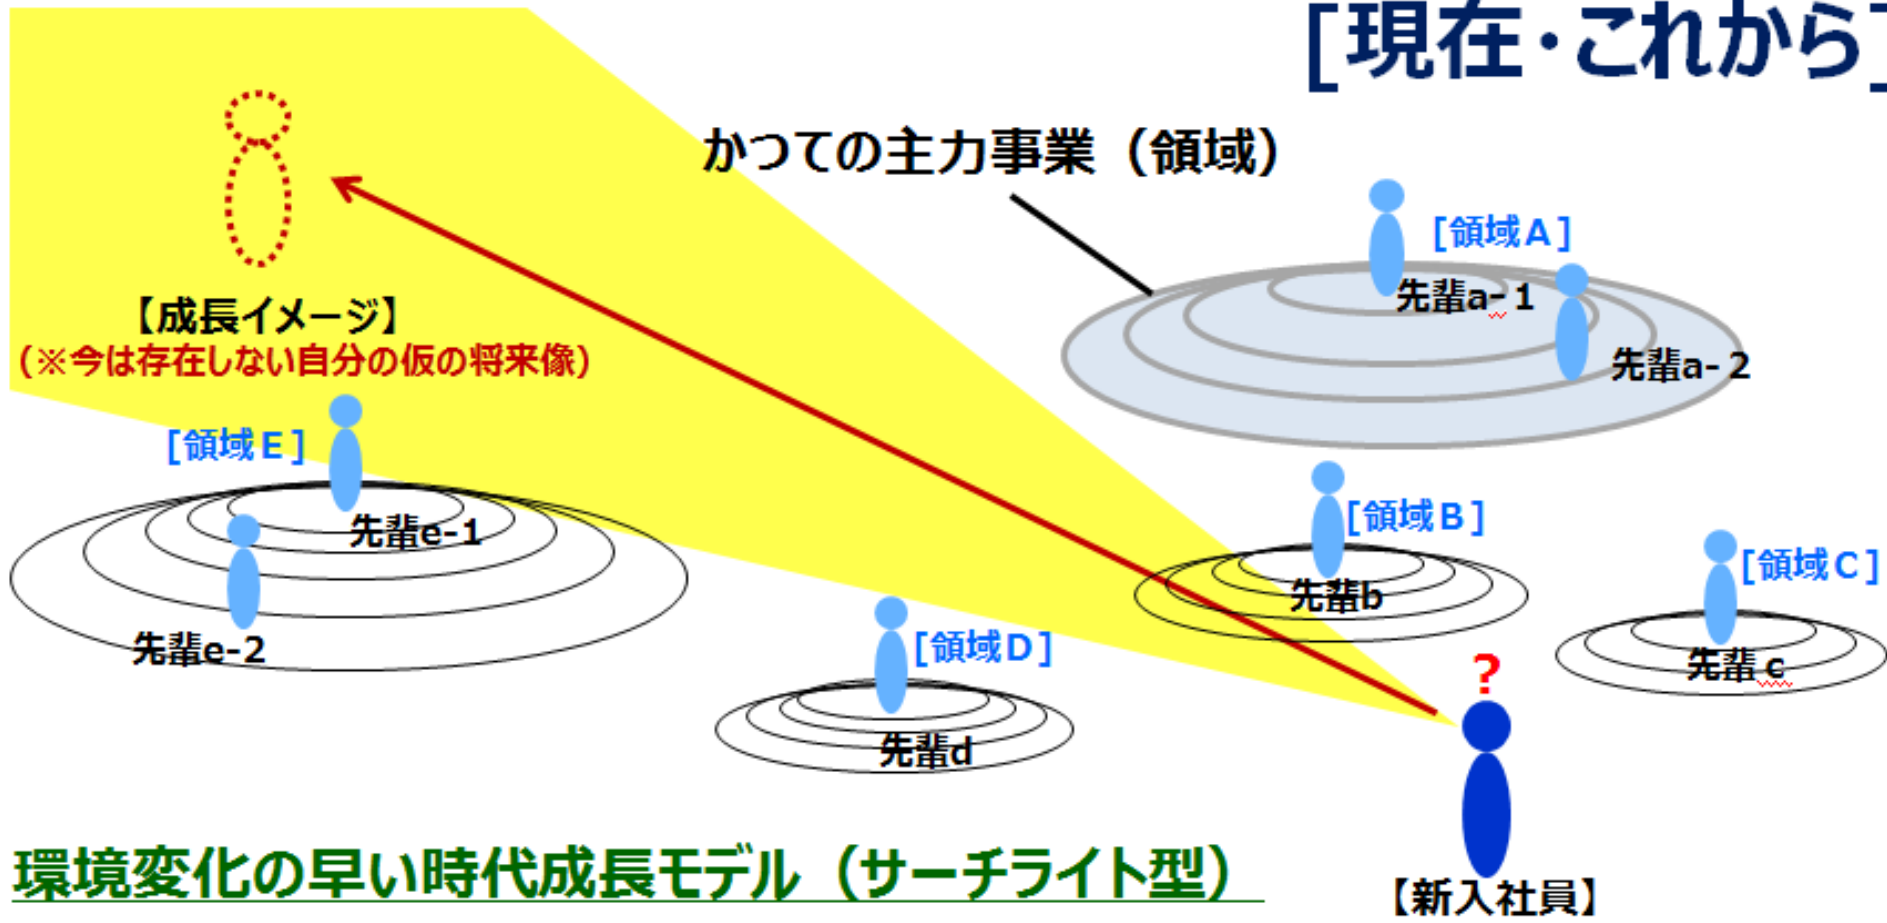 [現在・これから]
かつての主力事業（領域）
[領域A]
先輩a-1
先輩a-2
【成長イメージ】
(※今は存在しない自分の仮の将来像)
[領域E]
先輩e-1
先輩e-2
[領域B]
先輩b
[領域C]
先輩c
[領域D]
先輩d
?
【新入社員】
環境変化の早い時代成長モデル（サーチライト型）